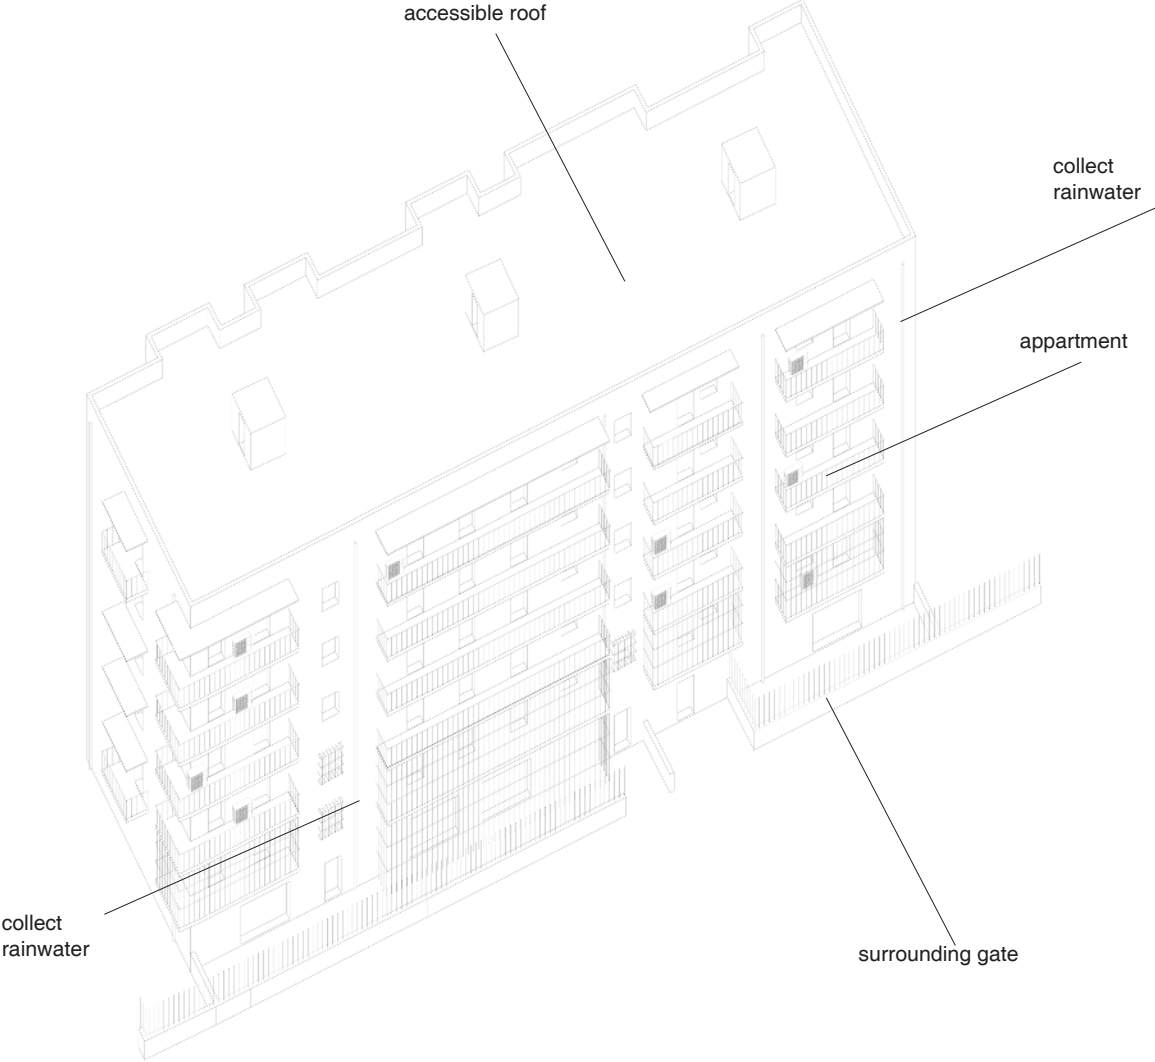 accessible roof
collect
rainwater
appartment
collect
rainwater
surrounding gate